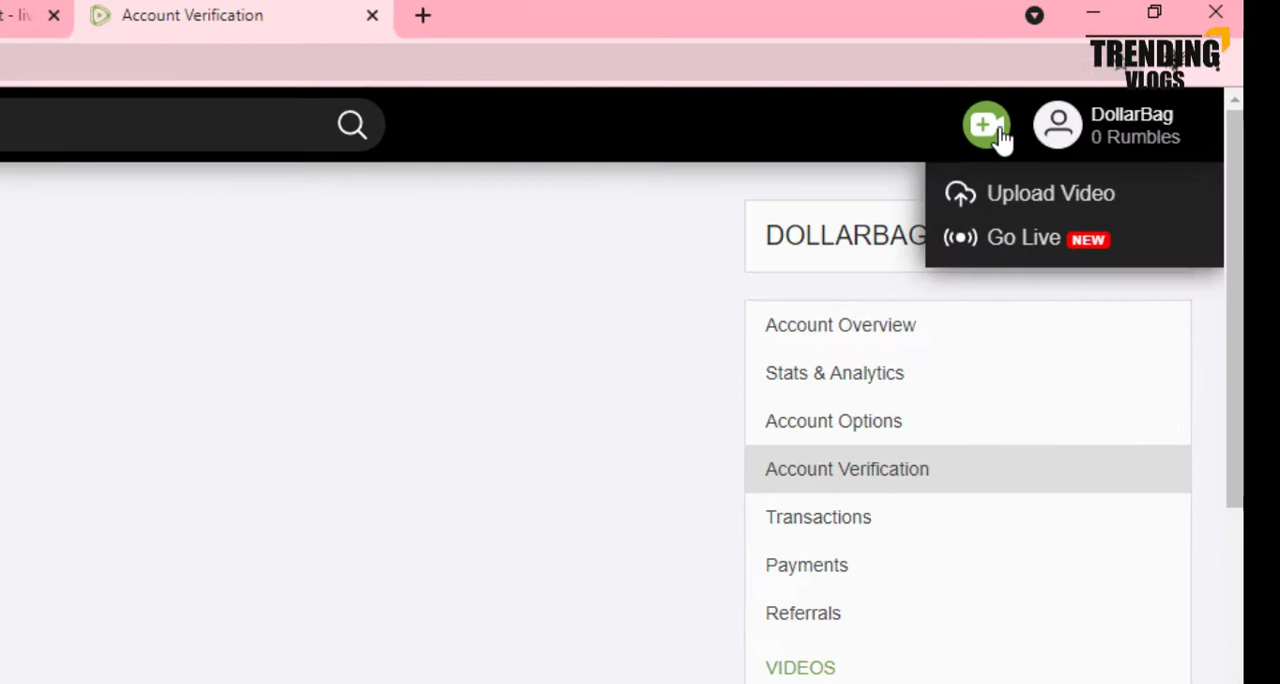 t - li
Account Verification
TRENDING
VLOGS
DollarBag
0 Rumbles
Upload Video
Go Live NEW
DOLLARBAG
Account Overview
Stats & Analytics
Account Options
Account Verification
Transactions
Payments
Referrals
VIDEOS